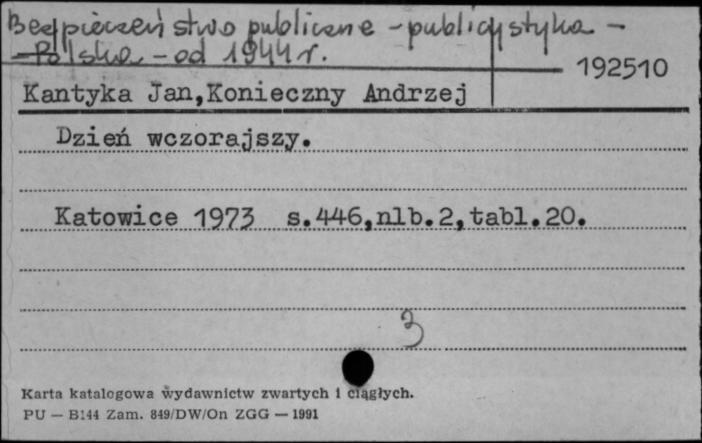 Bezpieczeństwo publiczne - publicystyka -
- Polska - od 1944 r.
192510
Kantyka Jan,Konieczny Andrzej
Dzień wczorajszy.
Katowice 1973 s.446,nlb.2,tabl.20.
3
Karta katalogowa wydawnictw zwartych i ciągłych.
PU — B144 Zam. 849/DW/On ZGG — 1991